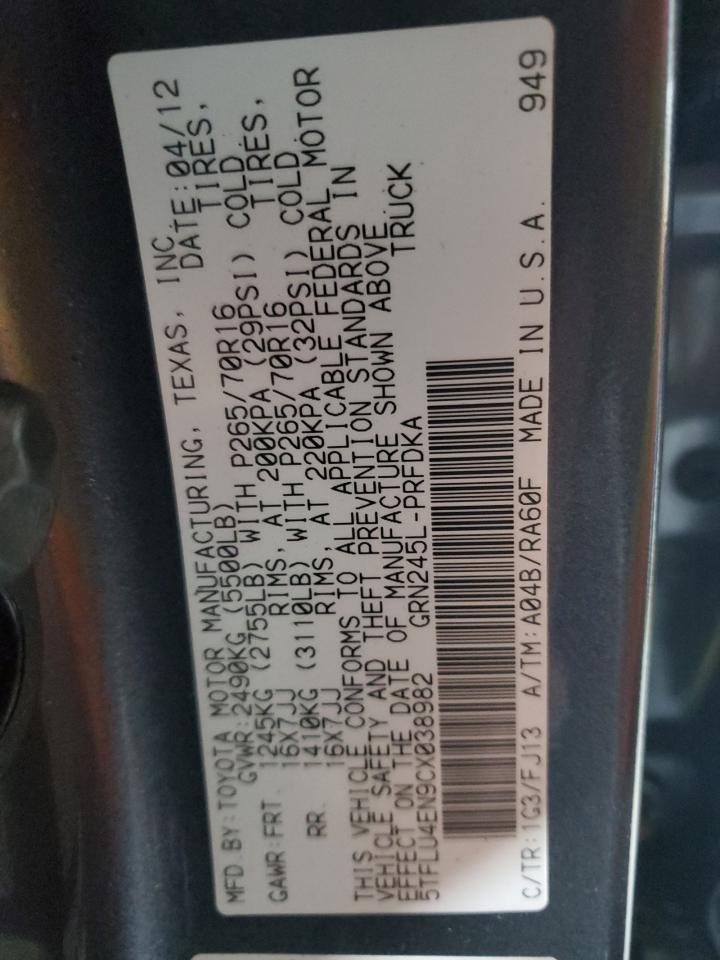 MFD.BY:TOYOTA MOTOR MANUFACTURING, TEXAS, INC.
GVWR:2490KG (5500LB) DATE:04/12
GAWR:FRT. 1245KG (2755LB) WITH P265/70R16 TIRES,
16X7JJ RIMS, AT 200KPA (29PSI) COLD
RR. 1410KG (3110LB) WITH P265/70R16 TIRES,
16X7JJ RIMS, AT 220KPA (32PSI) COLD
THIS VEHICLE CONFORMS TO ALL APPLICABLE FEDERAL MOTOR
VEHICLE SAFETY AND THEFT PREVENTION STANDARDS IN
EFFECT ON THE DATE OF MANUFACTURE SHOWN ABOVE.
5TFLU4EN9CX038982 GRN245L-PRFDKA TRUCK
C/TR:1G3/FJ13 A/TM:A04B/RA60F MADE IN U.S.A. 949